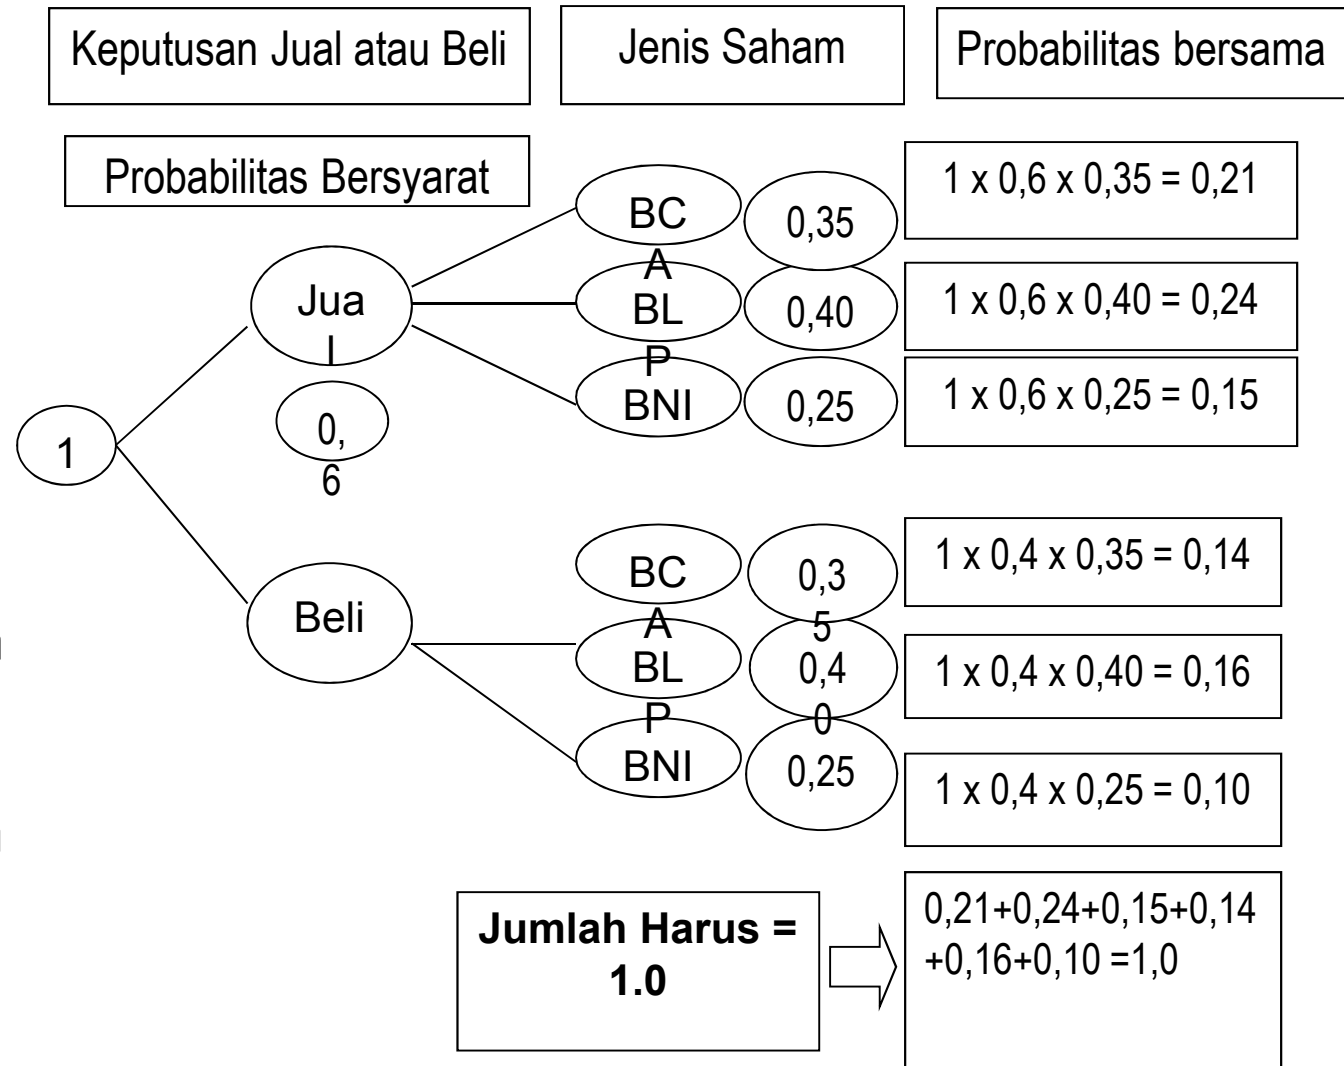 Keputusan Jual atau Beli
Jenis Saham
Probabilitas bersama
Probabilitas Bersyarat
1
Jua
l
0,
6
BC
A
0,35
1 x 0,6 x 0,35 = 0,21
BL
P
0,40
1 x 0,6 x 0,40 = 0,24
BNI
0,25
1 x 0,6 x 0,25 = 0,15
Beli
BC
A
0,3
5
1 x 0,4 x 0,35 = 0,14
BL
P
0,4
0
1 x 0,4 x 0,40 = 0,16
BNI
0,25
1 x 0,4 x 0,25 = 0,10
Jumlah Harus =
1.0
0,21+0,24+0,15+0,14
+0,16+0,10 =1,0